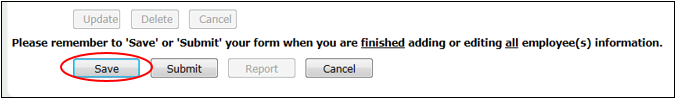 Update Delete Cancel
Please remember to 'Save' or 'Submit' your form when you are finished adding or editing all employee(s) information.
Save Submit Report Cancel